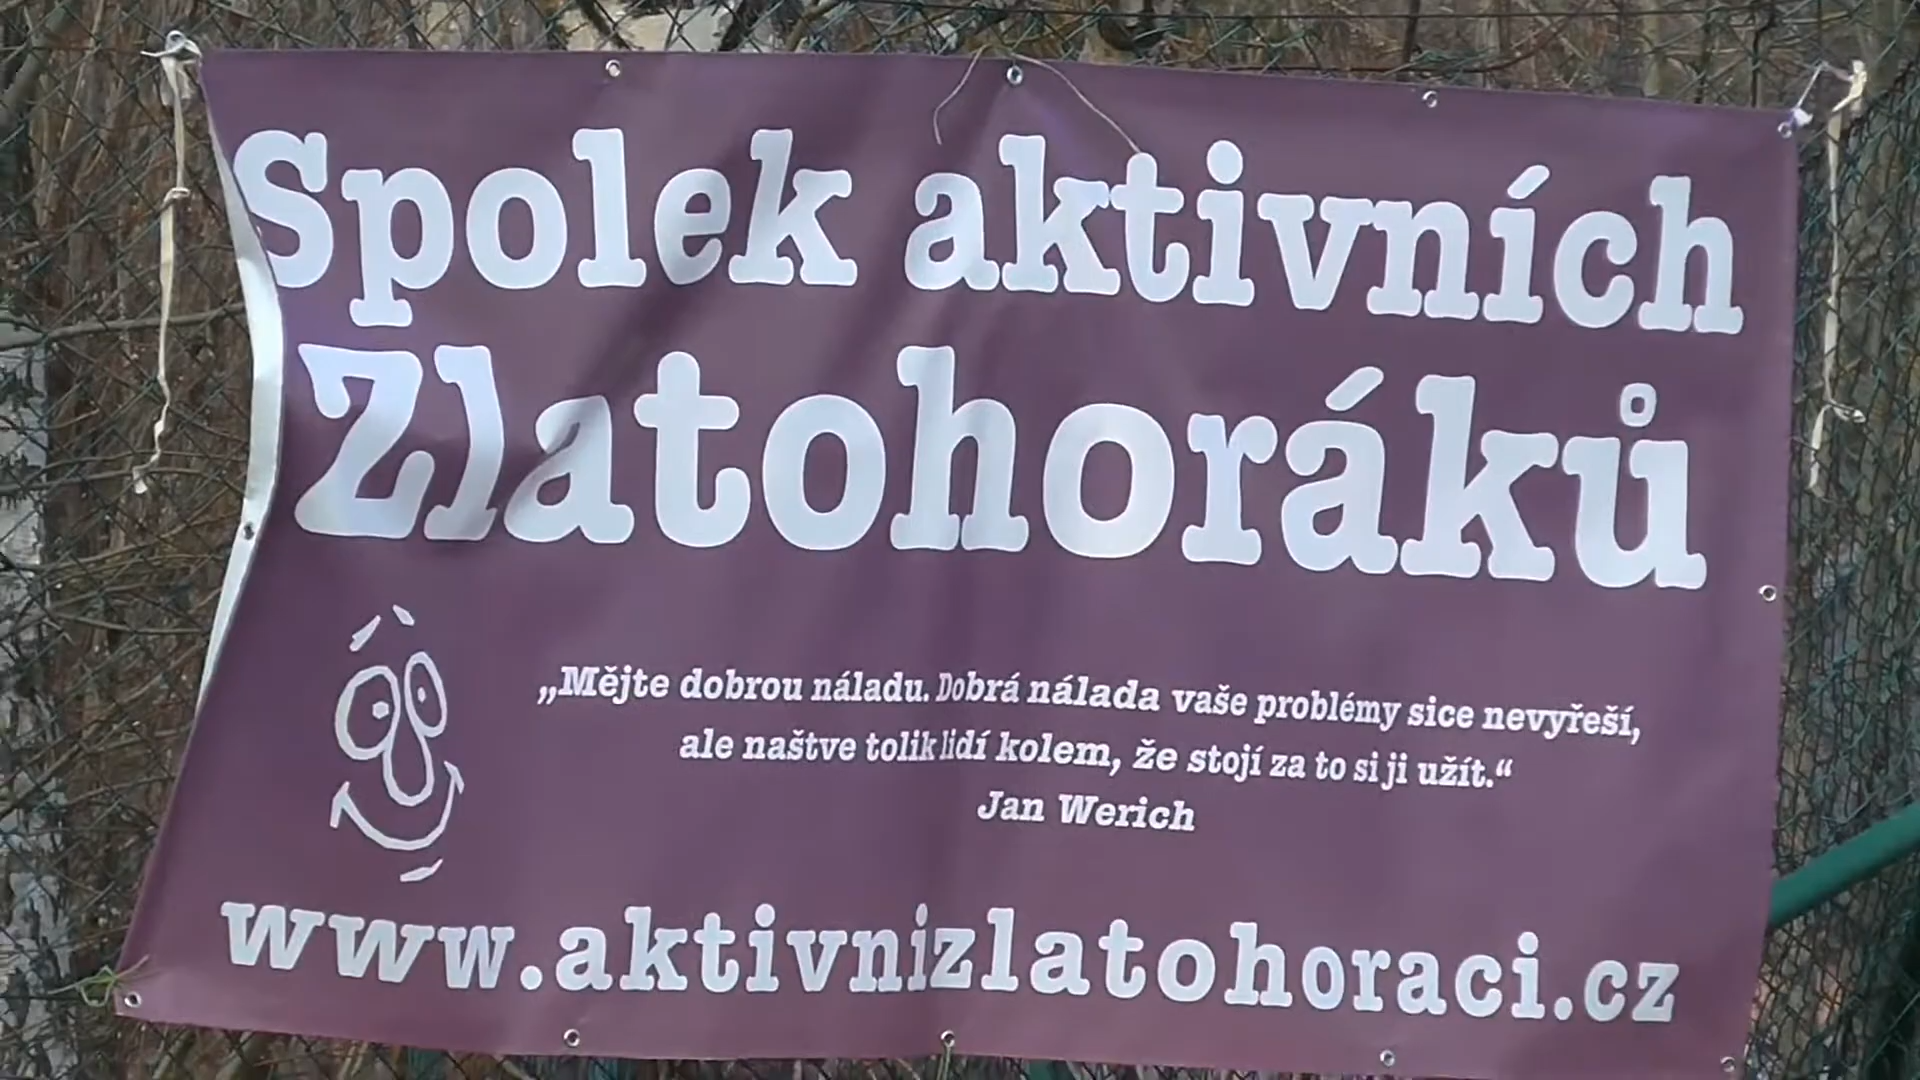 Spolek aktivních
Zlatohoráků
„Mějte dobrou náladu. Dobrá nálada vaše problémy sice nevyřeší,
ale naštve tolik lidí kolem, že stojí za to si ji užít.“
Jan Werich
www.aktivnizlatohoraci.cz